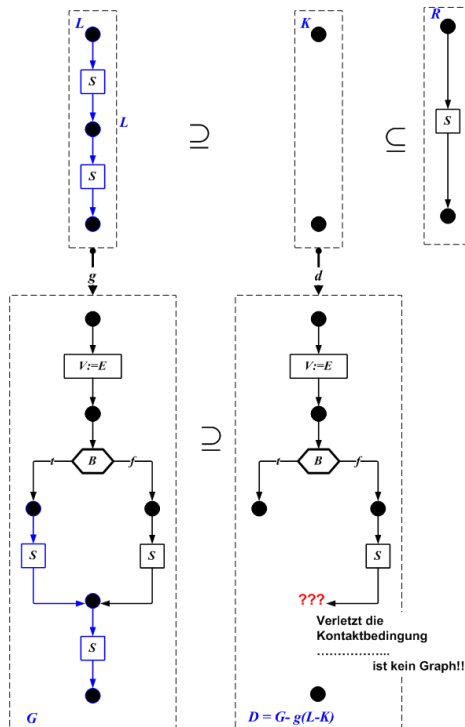 L
K
R
S
L
S
S
⊇
⊆
g
d
V:=E
V:=E
⊇
B
t
f
B
t
f
S
S
S
???
Verletzt die
Kontaktbedingung
.......................
ist kein Graph!!
S
G
D = G- g(L-K)